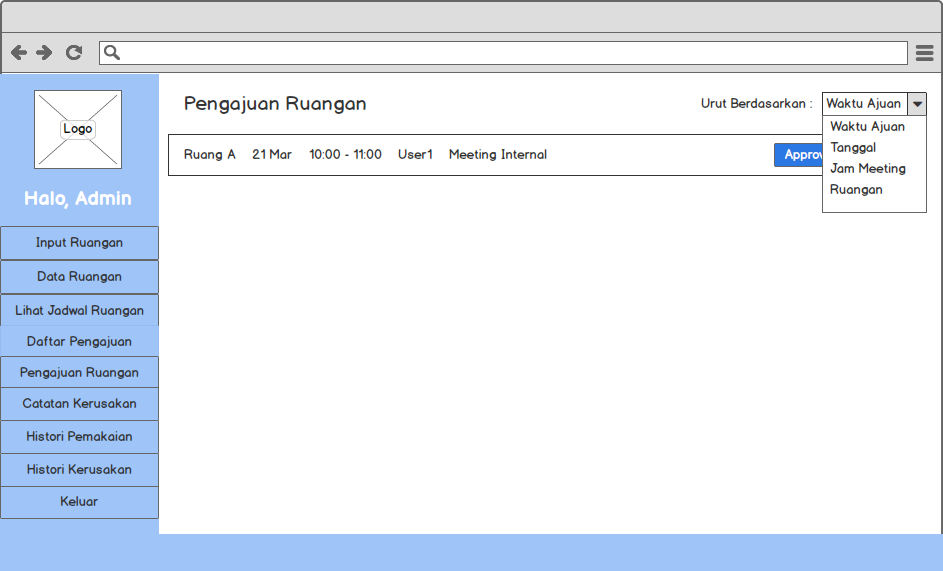 Logo
Halo, Admin
Input Ruangan
Data Ruangan
Lihat Jadwal Ruangan
Daftar Pengajuan
Pengajuan Ruangan
Catatan Kerusakan
Histori Pemakaian
Histori Kerusakan
Keluar
Pengajuan Ruangan
Urut Berdasarkan : Waktu Ajuan
Waktu Ajuan
Tanggal
Jam Meeting
Ruangan
Ruang A 21 Mar 10:00 - 11:00 User1 Meeting Internal